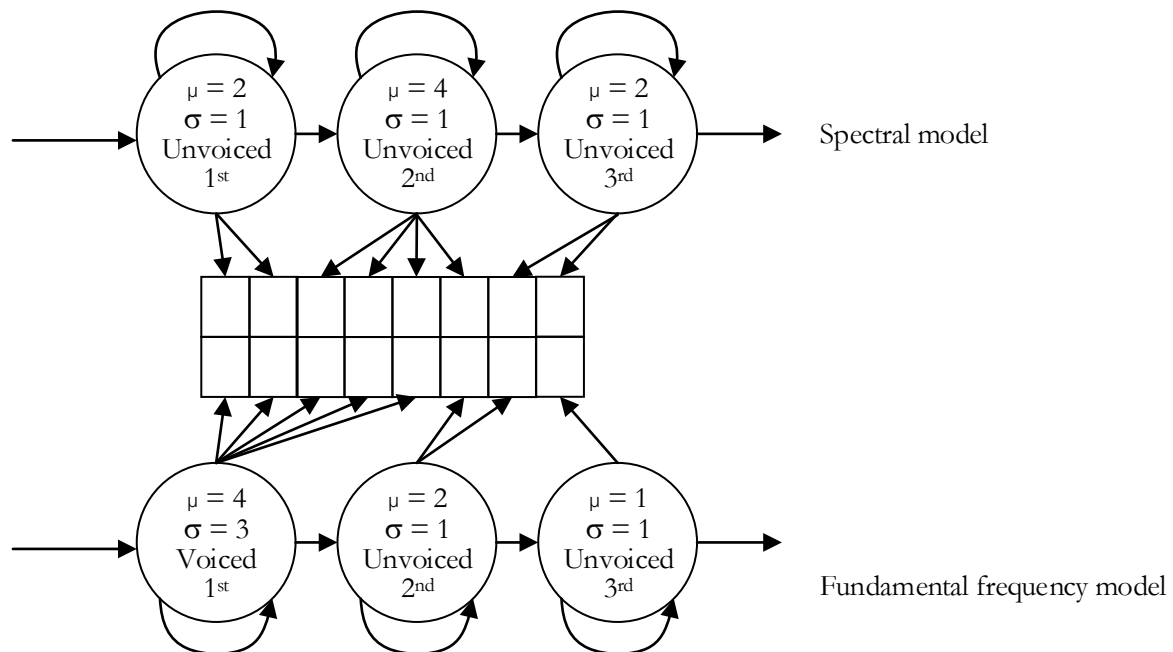 μ = 2
σ = 1
Unvoiced
1st
μ = 4
σ = 1
Unvoiced
2nd
μ = 2
σ = 1
Unvoiced
3rd
Spectral model
μ = 4
σ = 3
Voiced
1st
μ = 2
σ = 1
Unvoiced
2nd
μ = 1
σ = 1
Unvoiced
3rd
Fundamental frequency model